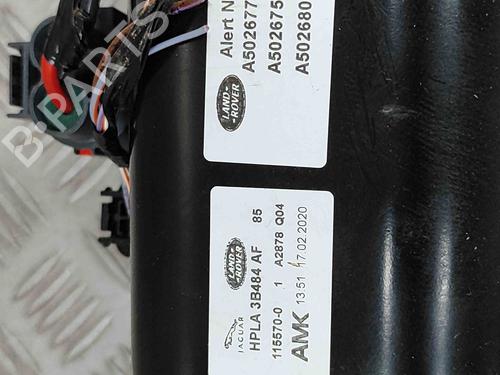 Alert N
A502677
A502675
A502680
LAND-
ROVER
JAGUAR
LAND-
ROVER
HPLA 3B484 AF 85
115570-0 1 A2878 Q04
AMK 13:51 17.02.2020
B-PARTS